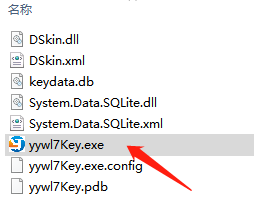 名称
DSkin.dll
DSkin.xml
keydata.db
System.Data.SQLite.dll
System.Data.SQLite.xml
yywl7Key.exe
yywl7Key.exe.config
yywl7Key.pdb